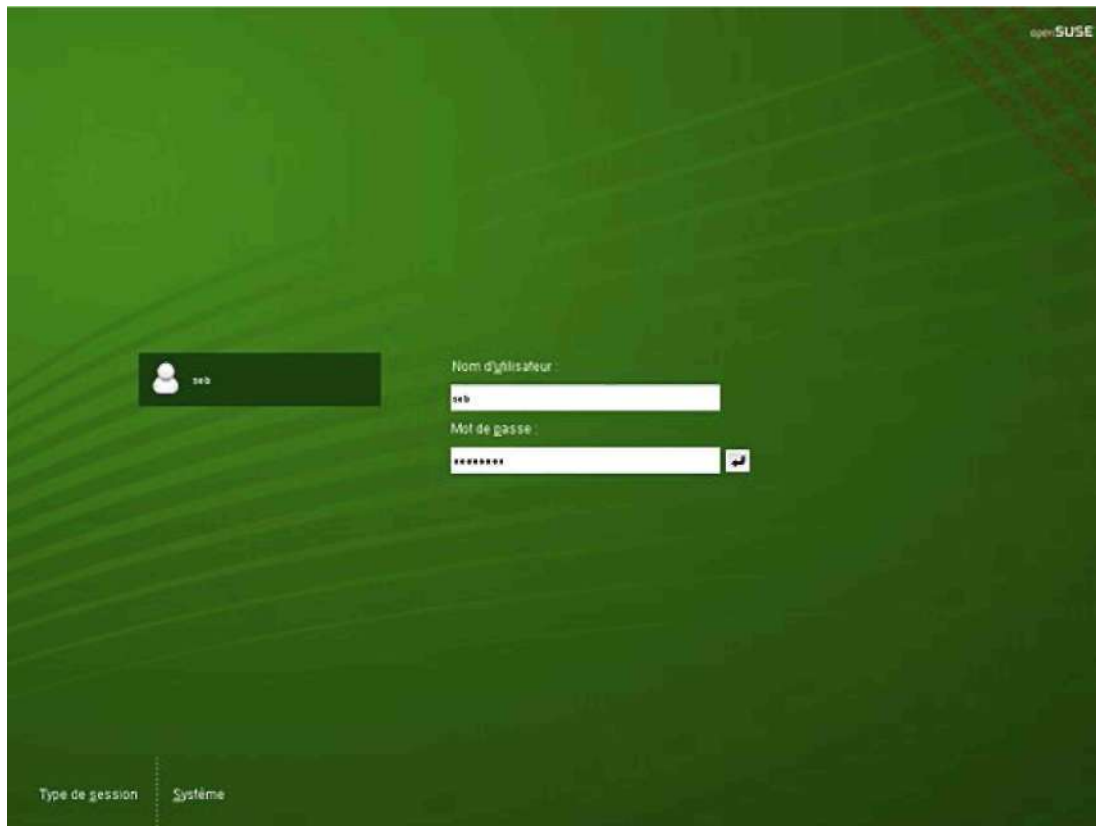 openSUSE
seb
Nom d'utilisateur :
seb
Mot de passe :
********
Type de session
Système